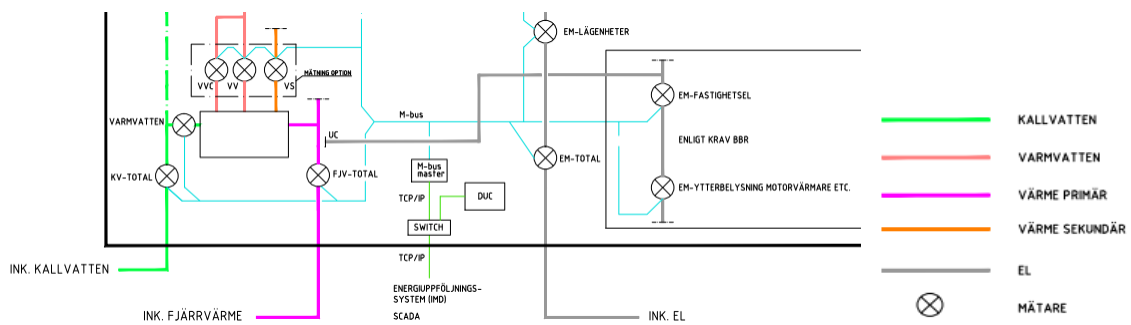 EM-LÄGENHETER
VVC
VV
VS
MÄTNING OPTION
EM-FASTIGHETSEL
M-bus
VARMVATTEN
UC
ENLIGT KRAV BBR
EM-TOTAL
M-bus
master
KV-TOTAL
FJV-TOTAL
EM-YTTERBELYSNING MOTORVÄRMARE ETC.
TCP/IP
DUC
SWITCH
TCP/IP
INK. KALLVATTEN
ENERGIUPPFÖLJNINGS-
SYSTEM (IMD)
SCADA
INK. FJÄRRVÄRME
INK. EL
KALLVATTEN
VARMVATTEN
VÄRME PRIMÄR
VÄRME SEKUNDÄR
EL
MÄTARE